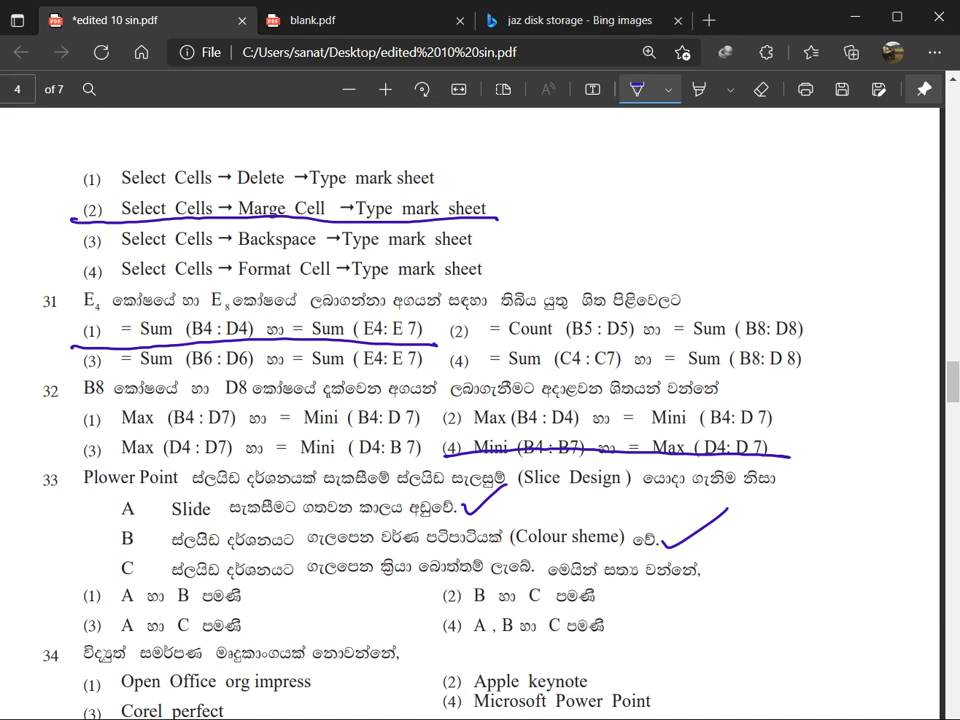 *edited 10 sin.pdf
blank.pdf
jaz disk storage - Bing images
File C:/Users/sanat/Desktop/edited%2010%20sin.pdf
4 of 7
(1) Select Cells → Delete →Type mark sheet
(2) Select Cells → Marge Cell →Type mark sheet
(3) Select Cells → Backspace →Type mark sheet
(4) Select Cells → Format Cell →Type mark sheet
31 E4 කෝෂයේ හා E8 කෝෂයේ ලබාගන්නා අගයන් සඳහා තිබිය යුතු ශිත පිළිවෙලට
(1) = Sum (B4 : D4) හා = Sum ( E4: E 7) (2) = Count (B5 : D5) හා = Sum ( B8: D8)
(3) = Sum (B6 : D6) හා = Sum ( E4: E 7) (4) = Sum (C4 : C7) හා = Sum ( B8: D 8)
32 B8 කෝෂයේ හා D8 කෝෂයේ දැක්වෙන අගයන් ලබාගැනීමට අදාළවන ශිතයන් වන්නේ
(1) Max (B4 : D7) හා = Mini ( B4: D 7) (2) Max (B4 : D4) හා = Mini ( B4: D 7)
(3) Max (D4 : D7) හා = Mini ( D4: B 7) (4) Mini (B4 : B7) හා = Max ( D4: D 7)
33 Plower Point ස්ලයිඩ දර්ශනයක් සැකසීමේ ස්ලයිඩ සැලසුම් (Slice Design ) යොදා ගැනිම නිසා
A Slide සැකසීමට ගතවන කාලය අඩුවේ.
B ස්ලයිඩ දර්ශනයට ගැලපෙන වර්ණ පටිපාටියක් (Colour sheme) වේ.
C ස්ලයිඩ දර්ශනයට ගැලපෙන ක්‍රියා බොත්තම් ලැබේ. මෙයින් සත්‍ය වන්නේ,
(1) A හා B පමණි (2) B හා C පමණි
(3) A හා C පමණි (4) A , B හා C පමණි
34 විද්‍යුත් සමර්පණ මෘදුකාංගයක් නොවන්නේ,
(1) Open Office org impress (2) Apple keynote
(3) Corel perfect (4) Microsoft Power Point